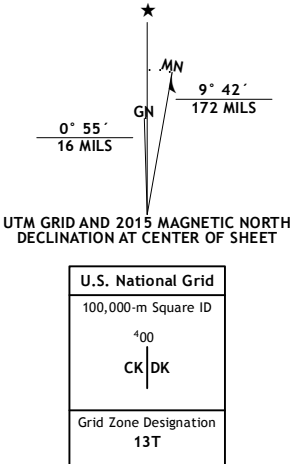 ★
MN
GN
9° 42´
172 MILS
0° 55´
16 MILS
UTM GRID AND 2015 MAGNETIC NORTH
DECLINATION AT CENTER OF SHEET
U.S. National Grid
100,000-m Square ID
⁴00
CK DK
Grid Zone Designation
13T